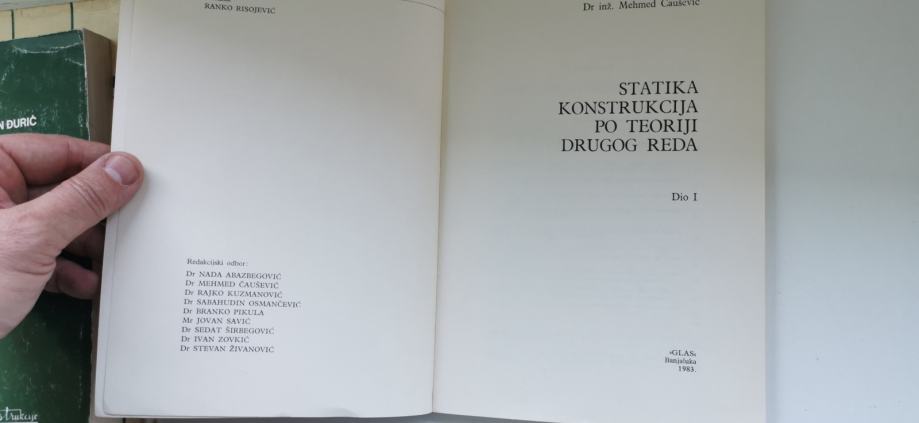 RANKO RISOJEVIĆ
Redakcijski odbor:
Dr NADA ABAZBEGOVIĆ
Dr MEHMED ČAUŠEVIĆ
Dr RAJKO KUZMANOVIĆ
Dr SABAHUDIN OSMANČEVIĆ
Dr BRANKO PIKULA
Mr JOVAN SAVIĆ
Dr SEDAT ŠIRBEGOVIĆ
Dr IVAN ZOVKIĆ
Dr STEVAN ŽIVANOVIĆ
Dr inž. Mehmed Čaušević
STATIKA
KONSTRUKCIJA
PO TEORIJI
DRUGOG REDA
Dio I
»GLAS«
Banjaluka
1983.
N ĐURIĆ